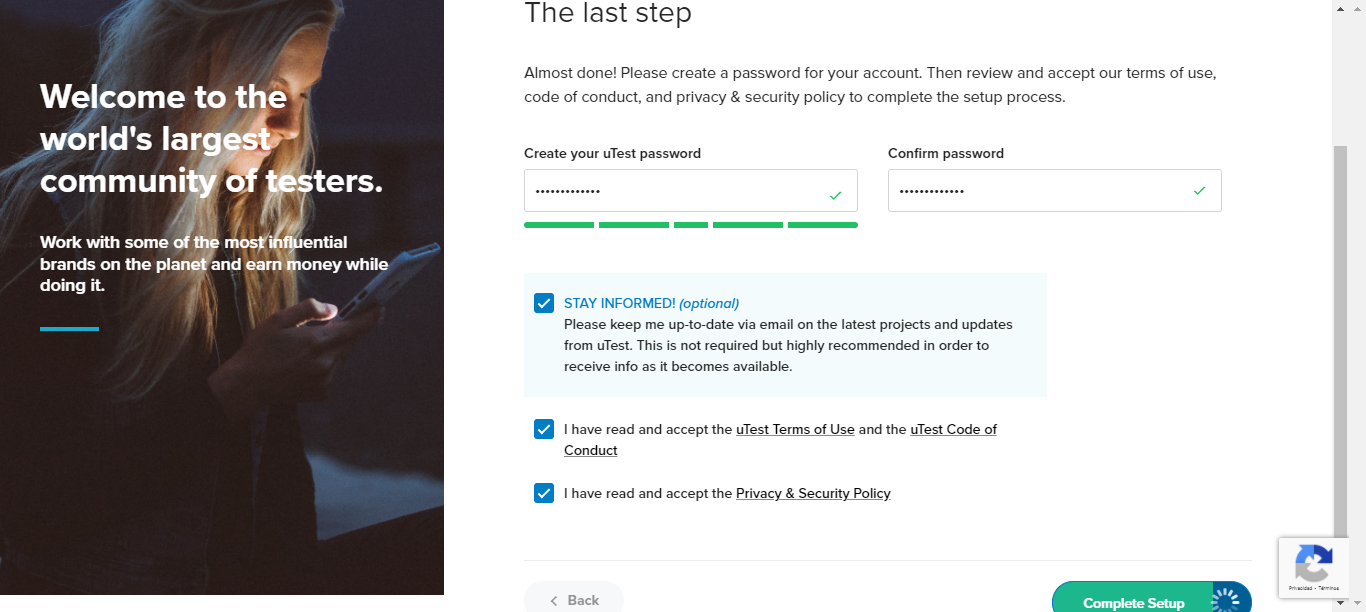 The last step
Welcome to the
world's largest
community of testers.
Work with some of the most influential
brands on the planet and earn money while
doing it.
Almost done! Please create a password for your account. Then review and accept our terms of use,
code of conduct, and privacy & security policy to complete the setup process.
Create your uTest password
Confirm password
•••••••••••••
•••••••••••••
STAY INFORMED! (optional)
Please keep me up-to-date via email on the latest projects and updates
from uTest. This is not required but highly recommended in order to
receive info as it becomes available.
I have read and accept the uTest Terms of Use and the uTest Code of
Conduct
I have read and accept the Privacy & Security Policy
Back
Complete Setup
Privacidad - Términos